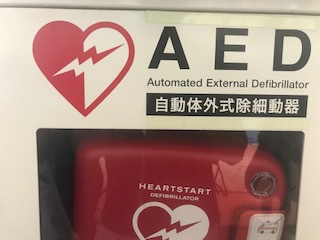 AED
Automated External Defibrillator
自動体外式除細動器
HEARTSTART
DEFIBRILLATOR